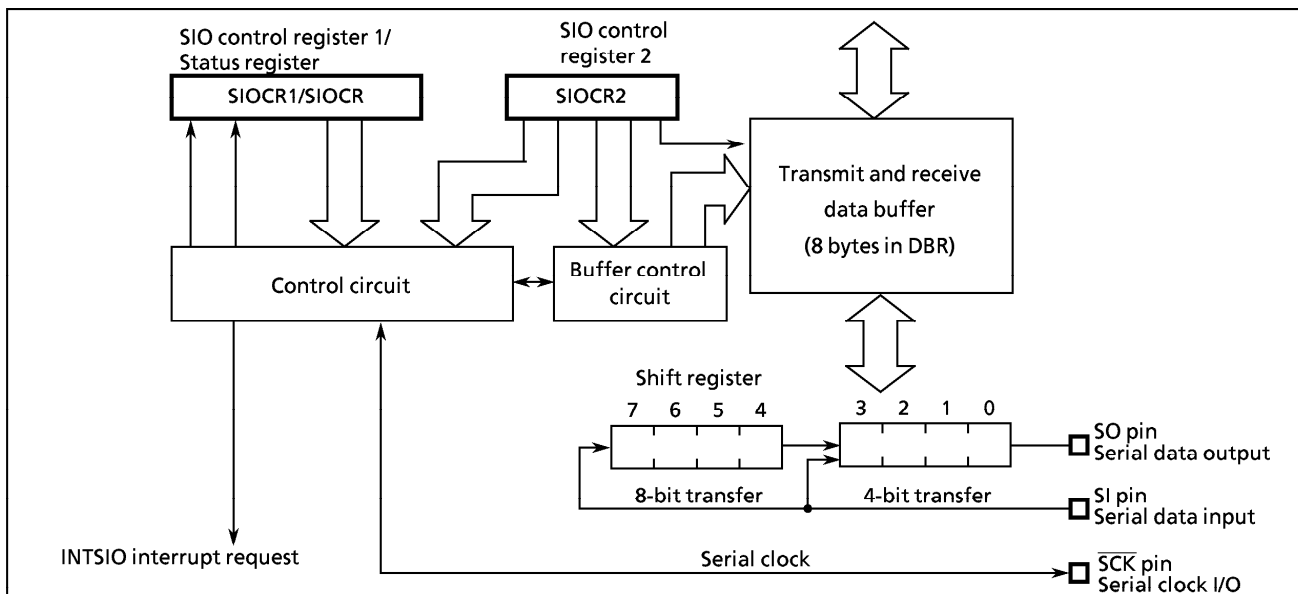 SIO control register 1/
Status register
SIO control
register 2
SIOCR1/SIOCR
SIOCR2
Transmit and receive
data buffer
(8 bytes in DBR)
Control circuit
Buffer control
circuit
Shift register
7 6 5 4
3 2 1 0
SO pin
Serial data output
8-bit transfer
4-bit transfer
SI pin
Serial data input
INTSIO interrupt request
Serial clock
SCK pin
Serial clock I/O